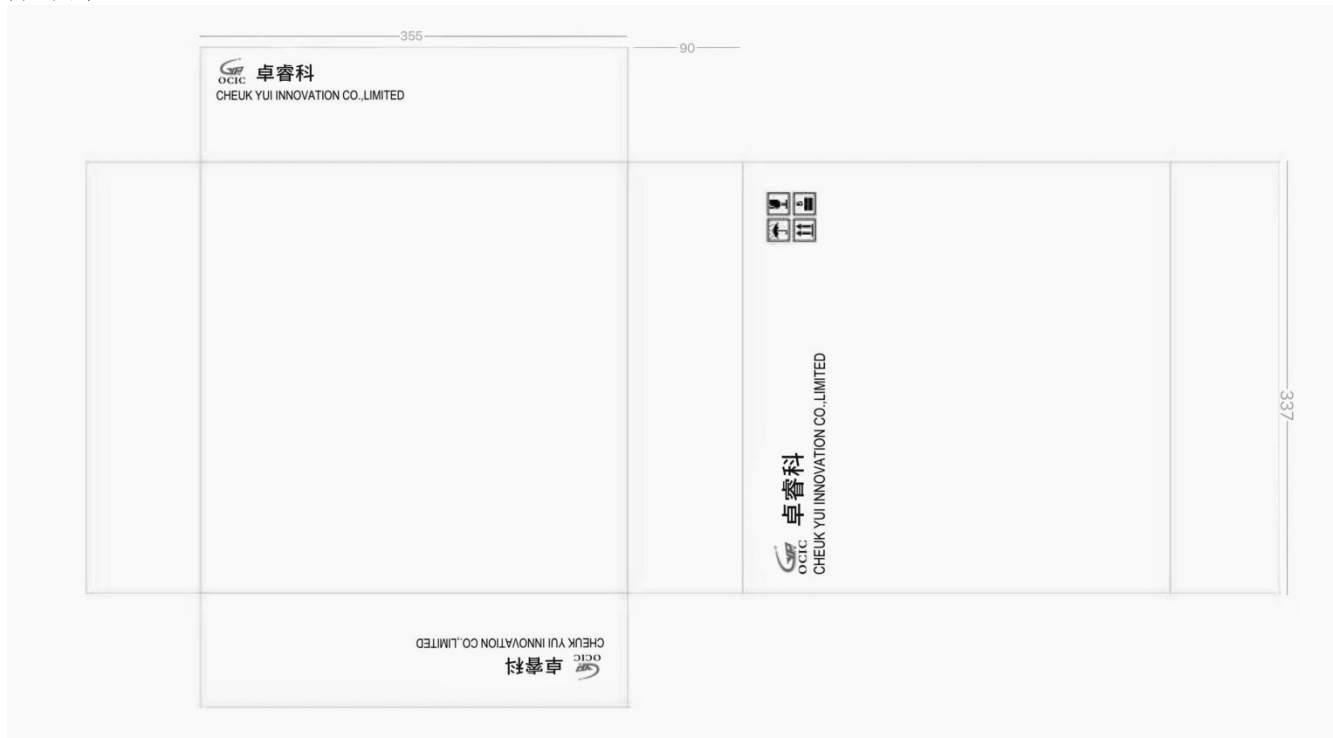 355
90
OCIC 卓睿科
CHEUK YUI INNOVATION CO.,LIMITED
337
OCIC 卓睿科
CHEUK YUI INNOVATION CO.,LIMITED
CHEUK YUI INNOVATION CO.,LIMITED
OCIC 卓睿科